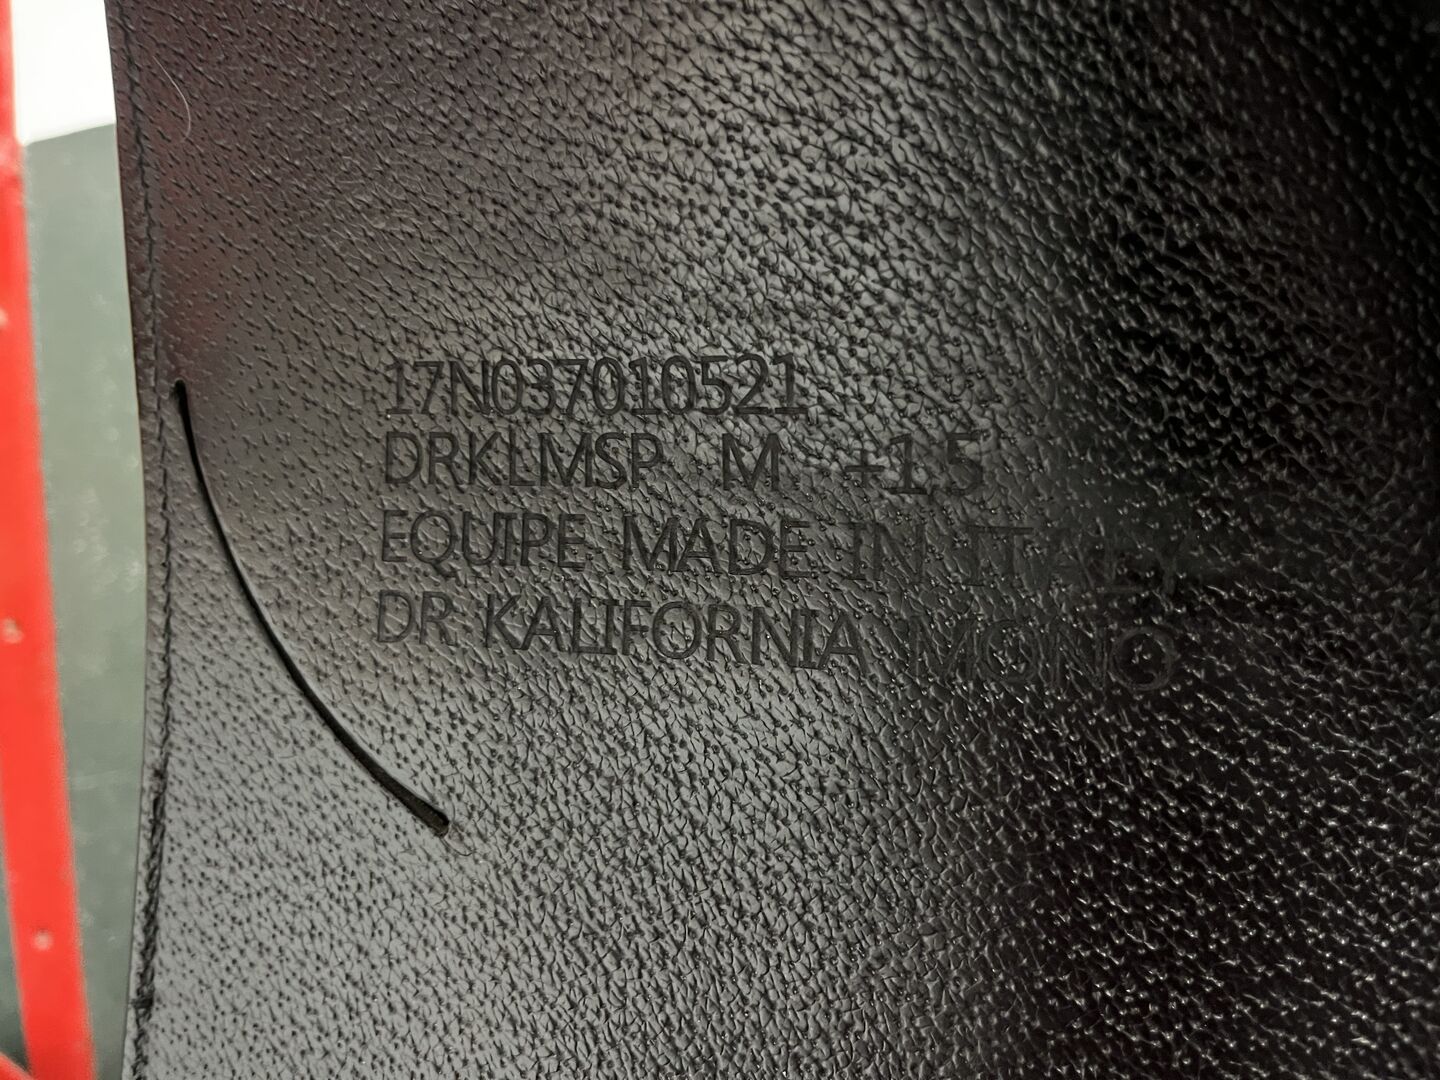 17N037010521
DRKLMSP M +1.5
EQUIPE MADE IN ITALY
DR KALIFORNIA MONO